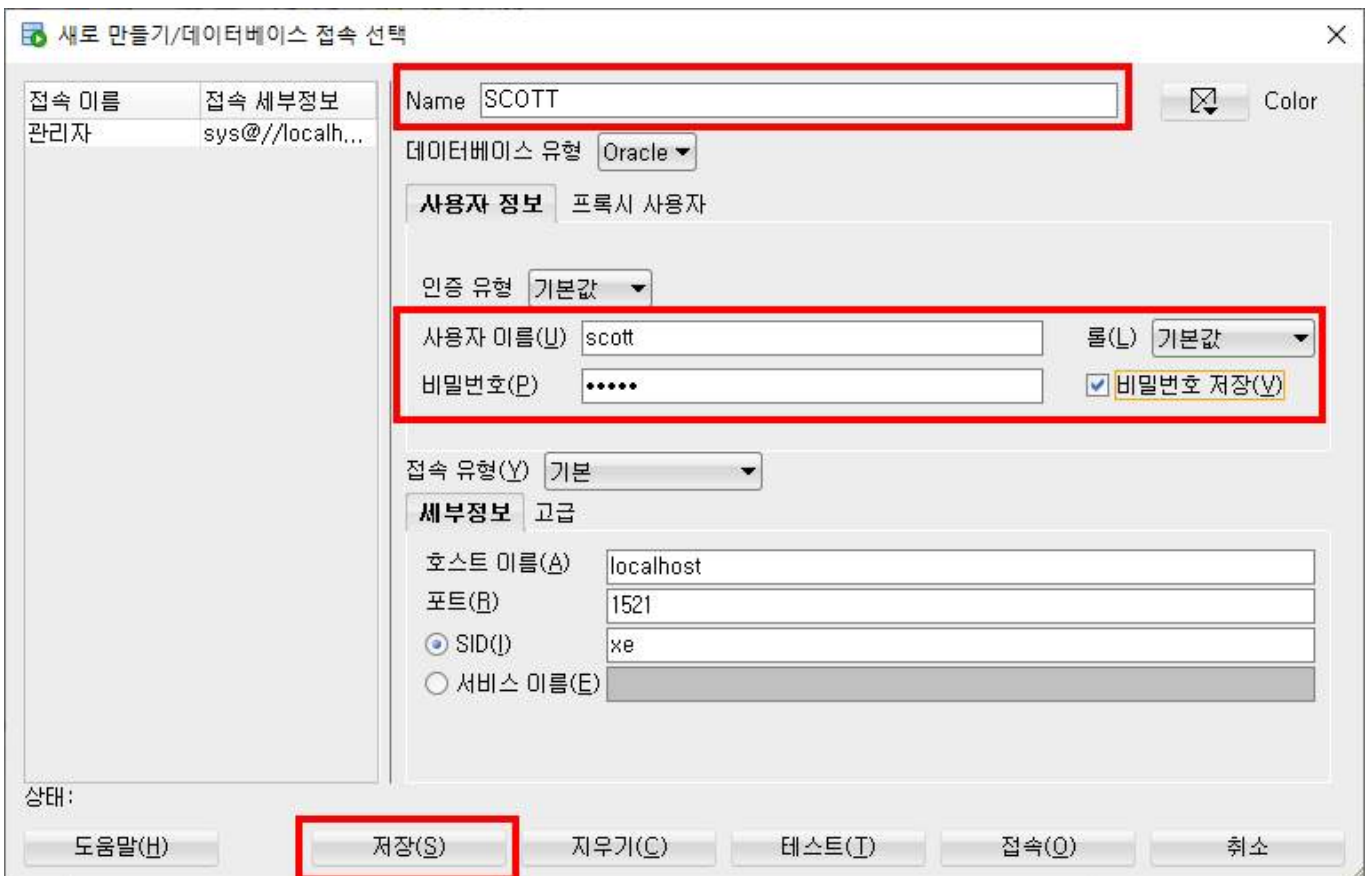 새로 만들기/데이터베이스 접속 선택
접속 이름 접속 세부정보
관리자 sys@//localh...
Name SCOTT
Color
데이터베이스 유형 Oracle
사용자 정보 프록시 사용자
인증 유형 기본값
사용자 이름(U) scott 롤(L) 기본값
비밀번호(P) ••••• 비밀번호 저장(V)
접속 유형(Y) 기본
세부정보 고급
호스트 이름(A) localhost
포트(R) 1521
SID(I) xe
서비스 이름(E)
상태:
도움말(H) 저장(S) 지우기(C) 테스트(T) 접속(O) 취소